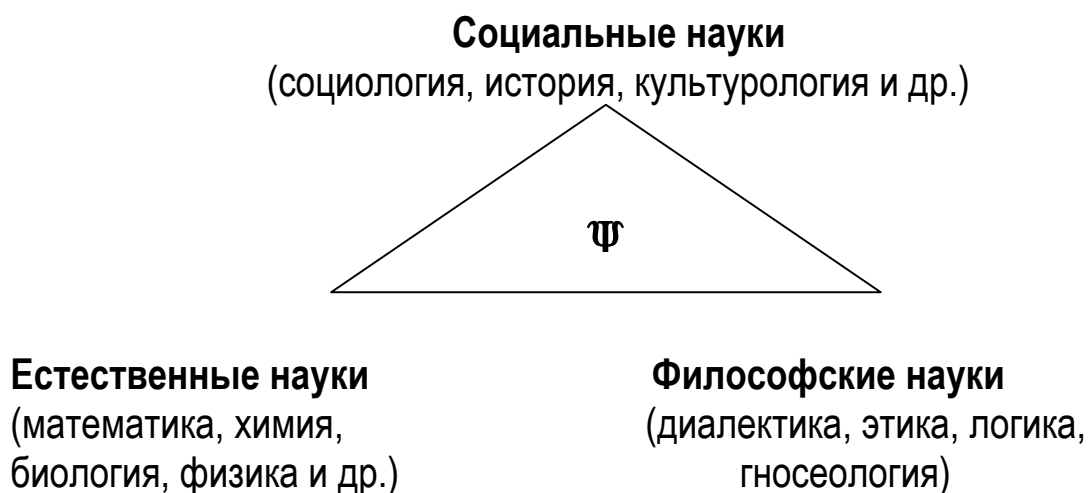 Социальные науки
(социология, история, культурология и др.)
Ψ
Естественные науки
(математика, химия,
биология, физика и др.)
Философские науки
(диалектика, этика, логика,
гносеология)